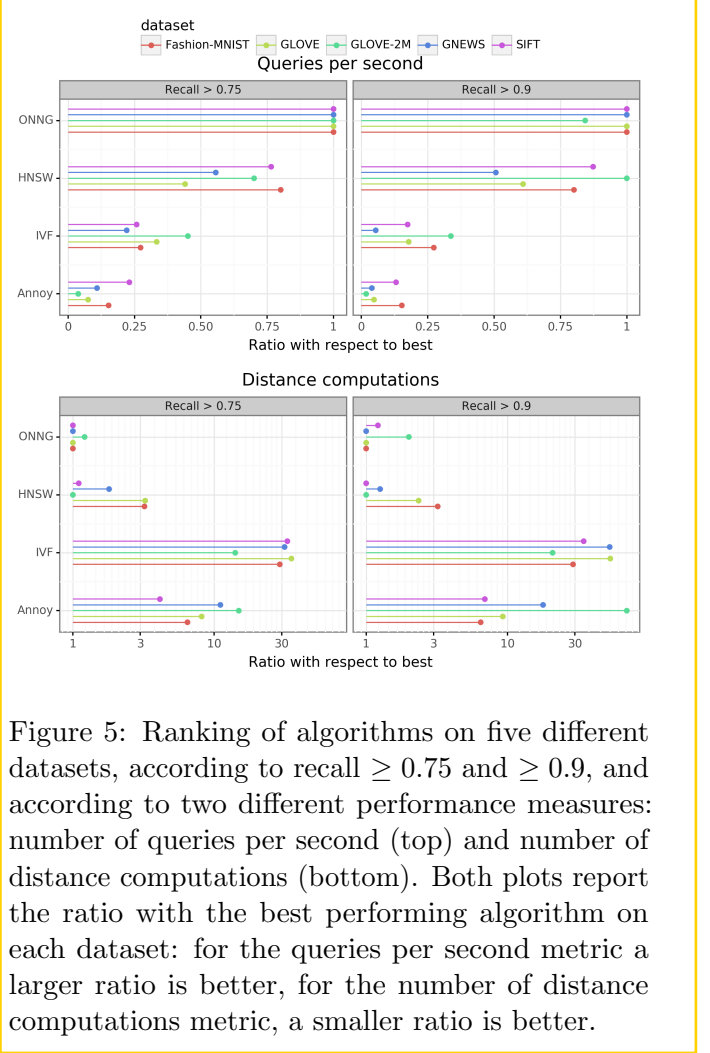 dataset
Fashion-MNIST GLOVE GLOVE-2M GNEWS SIFT
Queries per second
Recall > 0.75 Recall > 0.9
ONNG
HNSW
IVF
Annoy
0 0.25 0.50 0.75 1 0 0.25 0.50 0.75 1
Ratio with respect to best
Distance computations
Recall > 0.75 Recall > 0.9
ONNG
HNSW
IVF
Annoy
1 3 10 30 1 3 10 30
Ratio with respect to best
Figure 5: Ranking of algorithms on five different
datasets, according to recall ≥ 0.75 and ≥ 0.9, and
according to two different performance measures:
number of queries per second (top) and number of
distance computations (bottom). Both plots report
the ratio with the best performing algorithm on
each dataset: for the queries per second metric a
larger ratio is better, for the number of distance
computations metric, a smaller ratio is better.